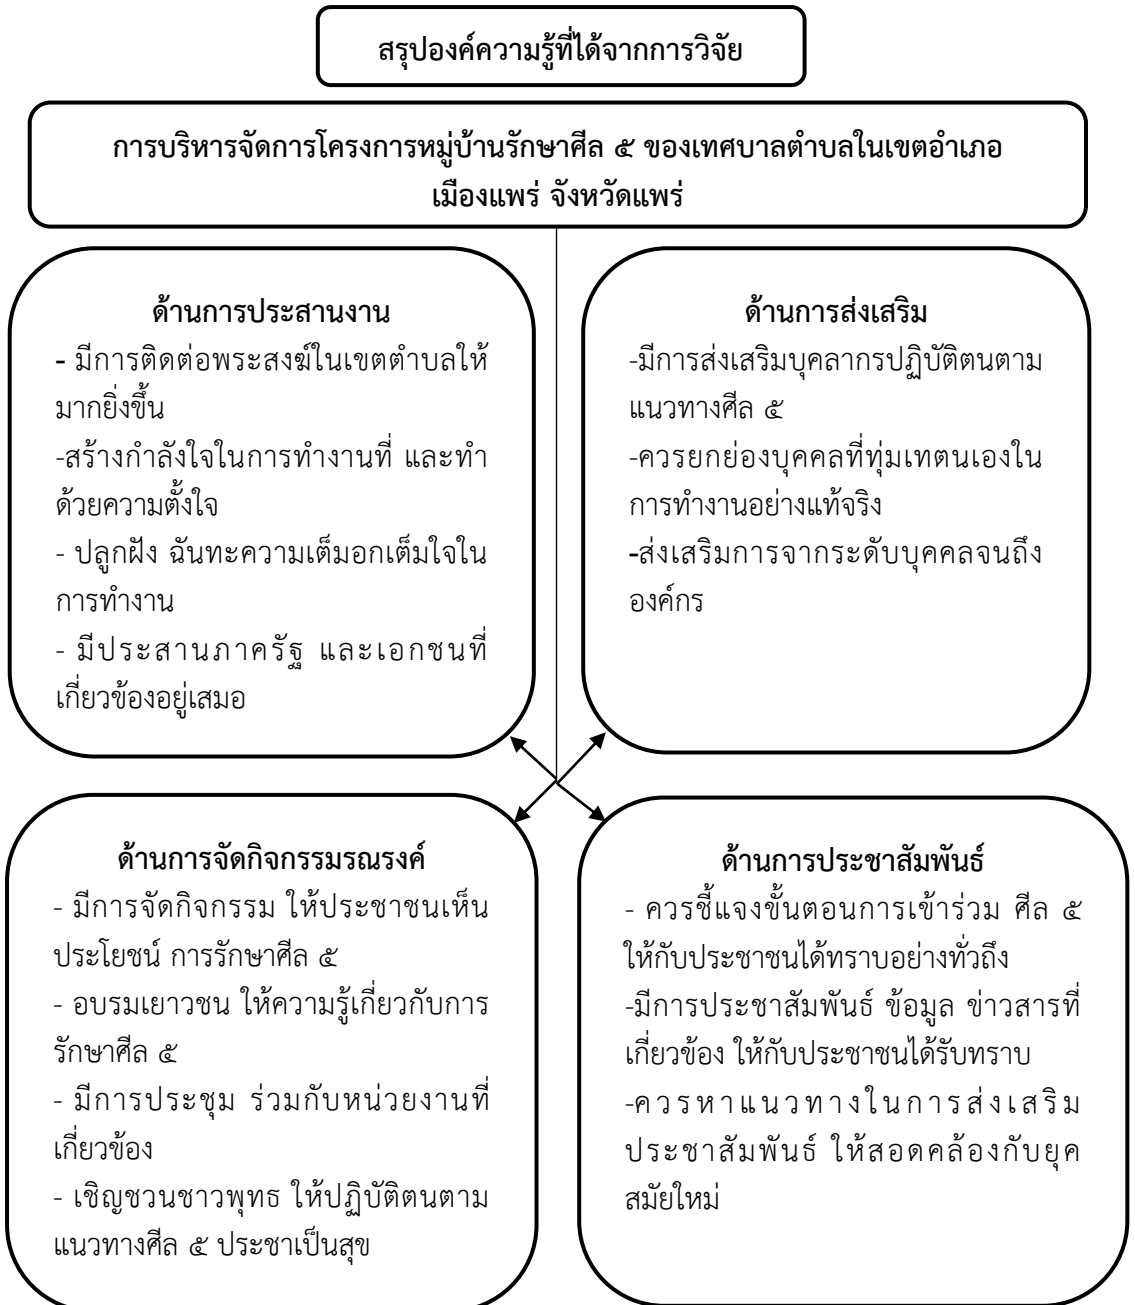 สรุปองค์ความรู้ที่ได้จากการวิจัย
การบริหารจัดการโครงการหมู่บ้านรักษาศีล ๕ ของเทศบาลตำบลในเขตอำเภอ
เมืองแพร่ จังหวัดแพร่
ด้านการประสานงาน
- มีการติดต่อพระสงฆ์ในเขตตำบลให้
มากยิ่งขึ้น
-สร้างกำลังใจในการทำงานที่ และทำ
ด้วยความตั้งใจ
- ปลูกฝัง ฉันทะความเต็มอกเต็มใจใน
การทำงาน
- มีประสานภาครัฐ และเอกชนที่
เกี่ยวข้องอยู่เสมอ
ด้านการส่งเสริม
-มีการส่งเสริมบุคลากรปฏิบัติตนตาม
แนวทางศีล ๕
-ควรยกย่องบุคคลที่ทุ่มเทตนเองใน
การทำงานอย่างแท้จริง
-ส่งเสริมการจากระดับบุคคลจนถึง
องค์กร
ด้านการจัดกิจกรรมรณรงค์
- มีการจัดกิจกรรม ให้ประชาชนเห็น
ประโยชน์ การรักษาศีล ๕
- อบรมเยาวชน ให้ความรู้เกี่ยวกับการ
รักษาศีล ๕
- มีการประชุม ร่วมกับหน่วยงานที่
เกี่ยวข้อง
- เชิญชวนชาวพุทธ ให้ปฏิบัติตนตาม
แนวทางศีล ๕ ประชาเป็นสุข
ด้านการประชาสัมพันธ์
- ควรชี้แจงขั้นตอนการเข้าร่วม ศีล ๕
ให้กับประชาชนได้ทราบอย่างทั่วถึง
-มีการประชาสัมพันธ์ ข้อมูล ข่าวสารที่
เกี่ยวข้อง ให้กับประชาชนได้รับทราบ
-ควรหาแนวทางในการส่งเสริม
ประชาสัมพันธ์ ให้สอดคล้องกับยุค
สมัยใหม่